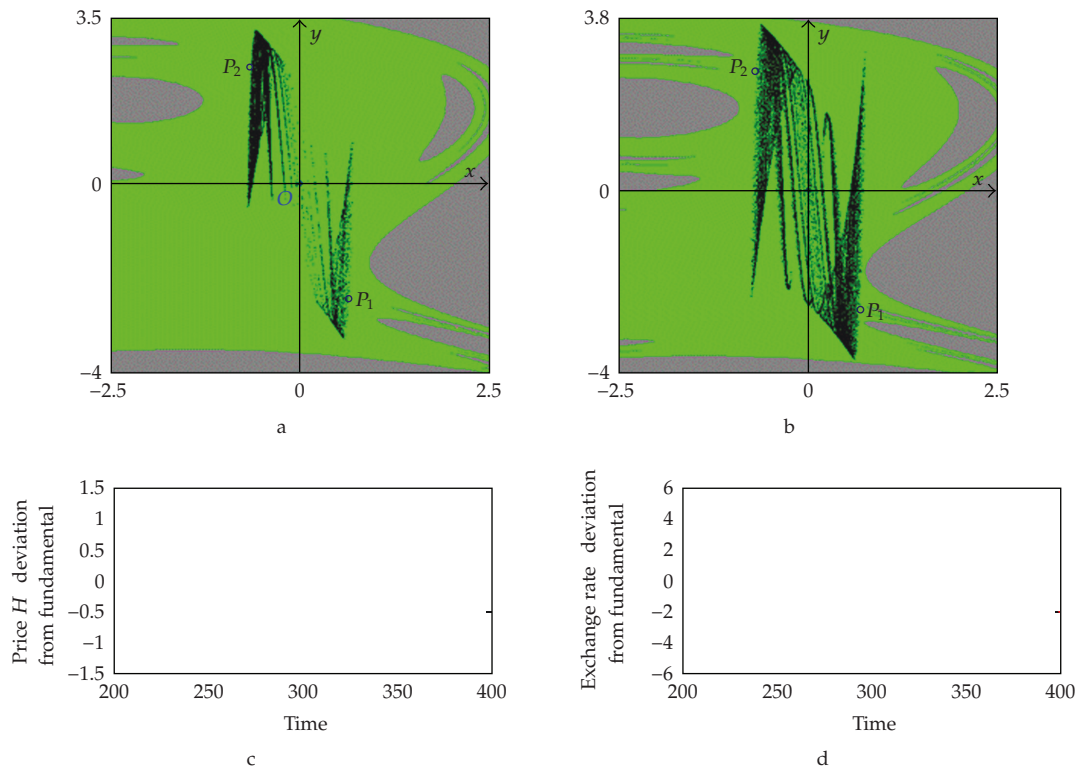 3.5
y
P2
0
x
O
P1
−4
−2.5
0
2.5
a
3.8
y
P2
0
x
P1
−4
−2.5
0
2.5
b
Price H deviation
from fundamental
1.5
1
0.5
0
−0.5
−1
−1.5
200
250
300
350
400
Time
c
Exchange rate deviation
from fundamental
6
4
2
0
−2
−4
−6
200
250
300
350
400
Time
d